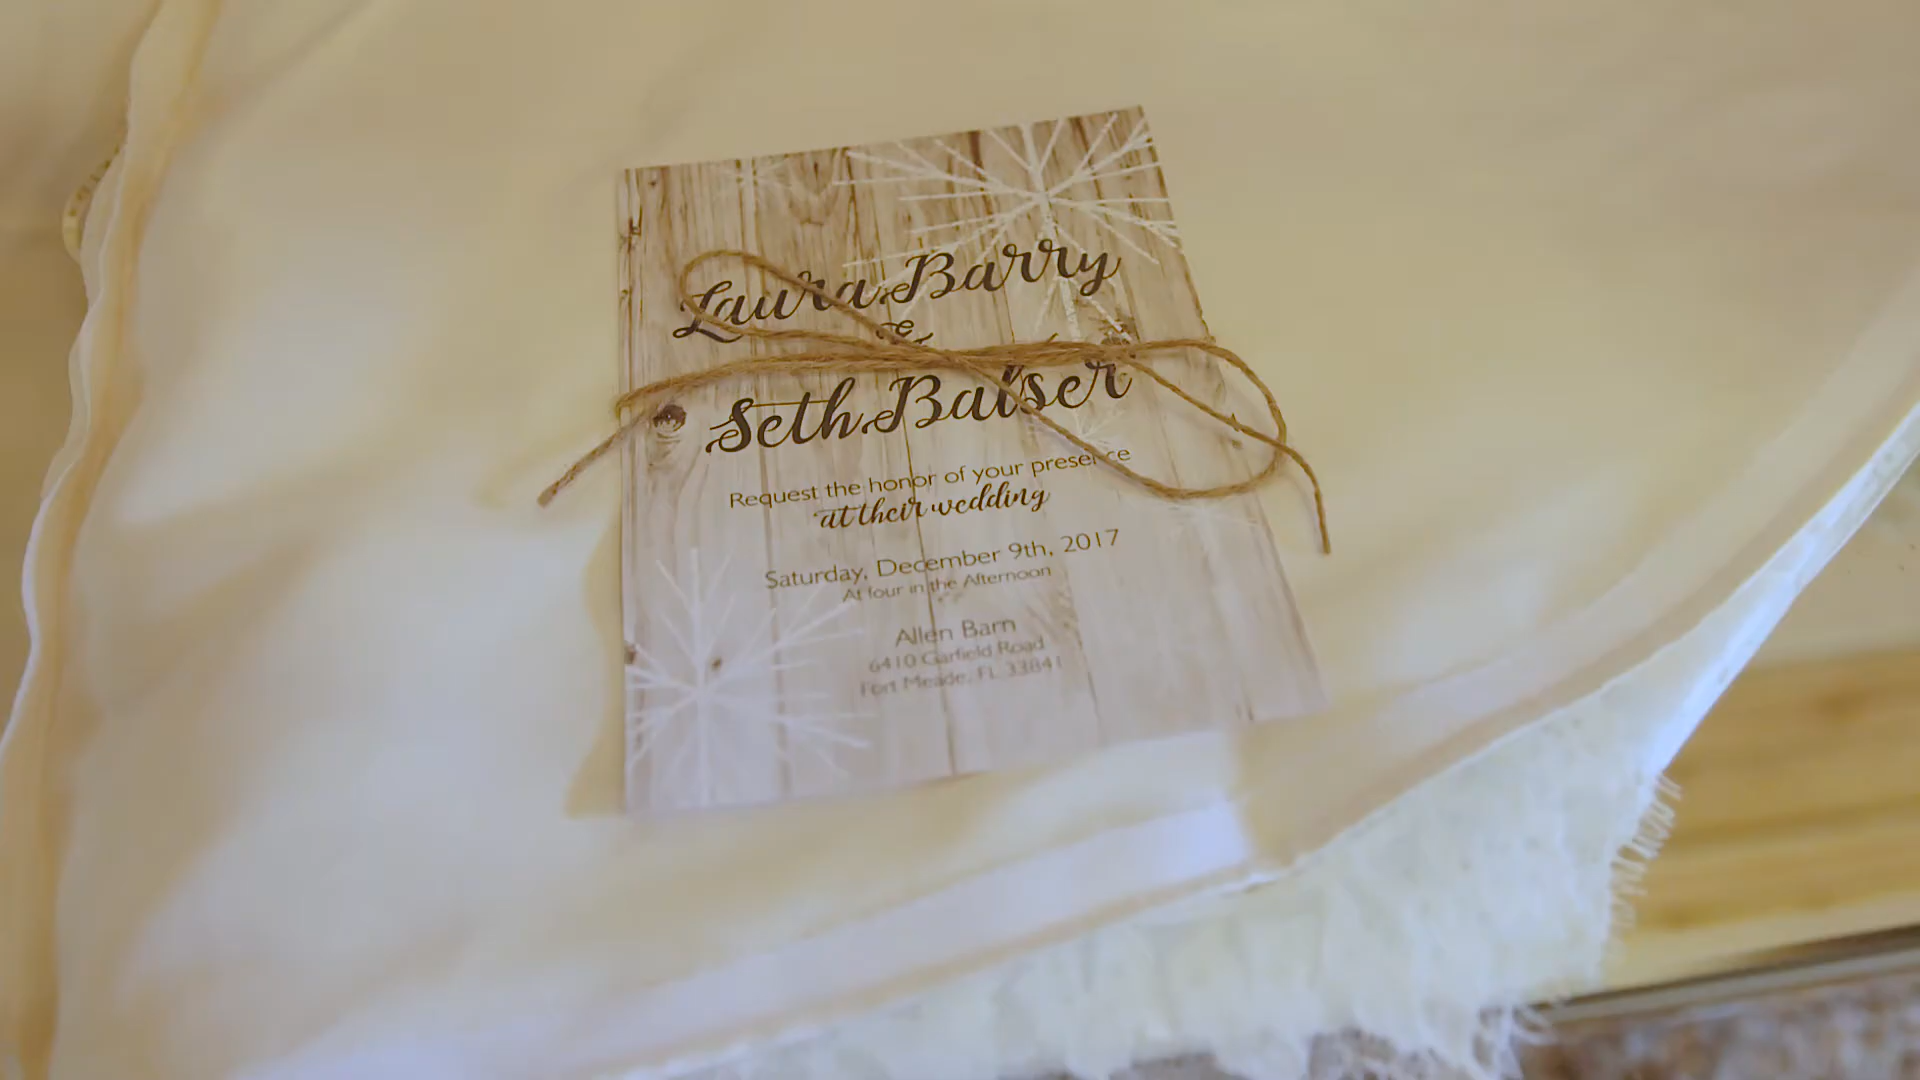 Laura Barry
&
Seth Balser
Request the honor of your presence
at their wedding
Saturday, December 9th, 2017
At four in the Afternoon
Allen Barn
6410 Garfield Road
Fort Meade, FL 33841